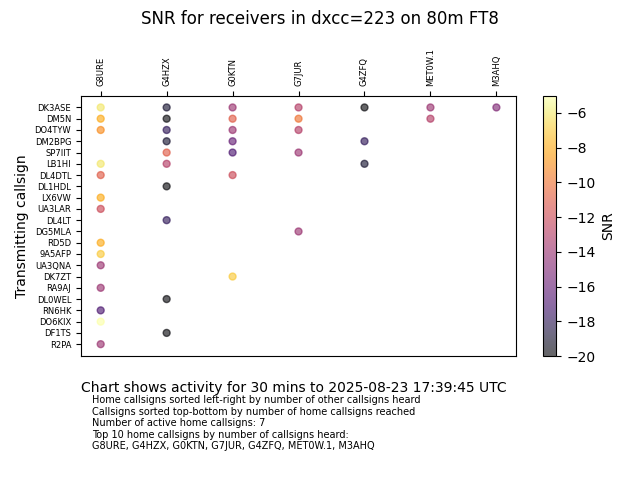 SNR for receivers in dxcc=223 on 80m FT8
G8URE
G4HZX
G0KTN
G7JUR
G4ZFQ
MET0W.1
M3AHQ
Transmitting callsign
DK3ASE
DM5N
DO4TYW
DM2BPG
SP7IIT
LB1HI
DL4DTL
DL1HDL
LX6VW
UA3LAR
DL4LT
DG5MLA
RD5D
9A5AFP
UA3QNA
DK7ZT
RA9AJ
DL0WEL
RN6HK
DO6KIX
DF1TS
R2PA
−6
−8
−10
−12
−14
−16
−18
−20
SNR
Chart shows activity for 30 mins to 2025-08-23 17:39:45 UTC
Home callsigns sorted left-right by number of other callsigns heard
Callsigns sorted top-bottom by number of home callsigns reached
Number of active home callsigns: 7
Top 10 home callsigns by number of callsigns heard:
G8URE, G4HZX, G0KTN, G7JUR, G4ZFQ, MET0W.1, M3AHQ